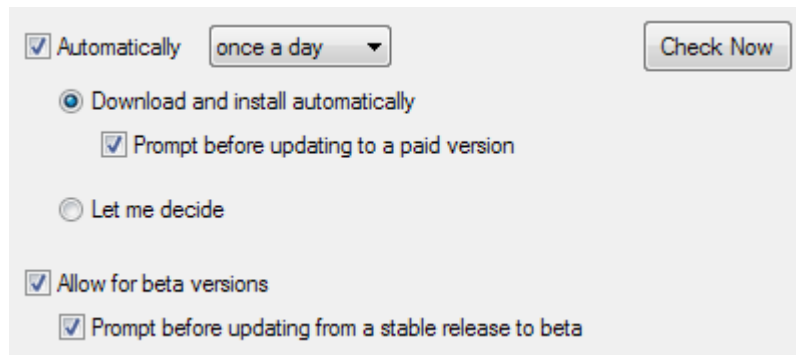 Automatically once a day Check Now
Download and install automatically
Prompt before updating to a paid version
Let me decide
Allow for beta versions
Prompt before updating from a stable release to beta